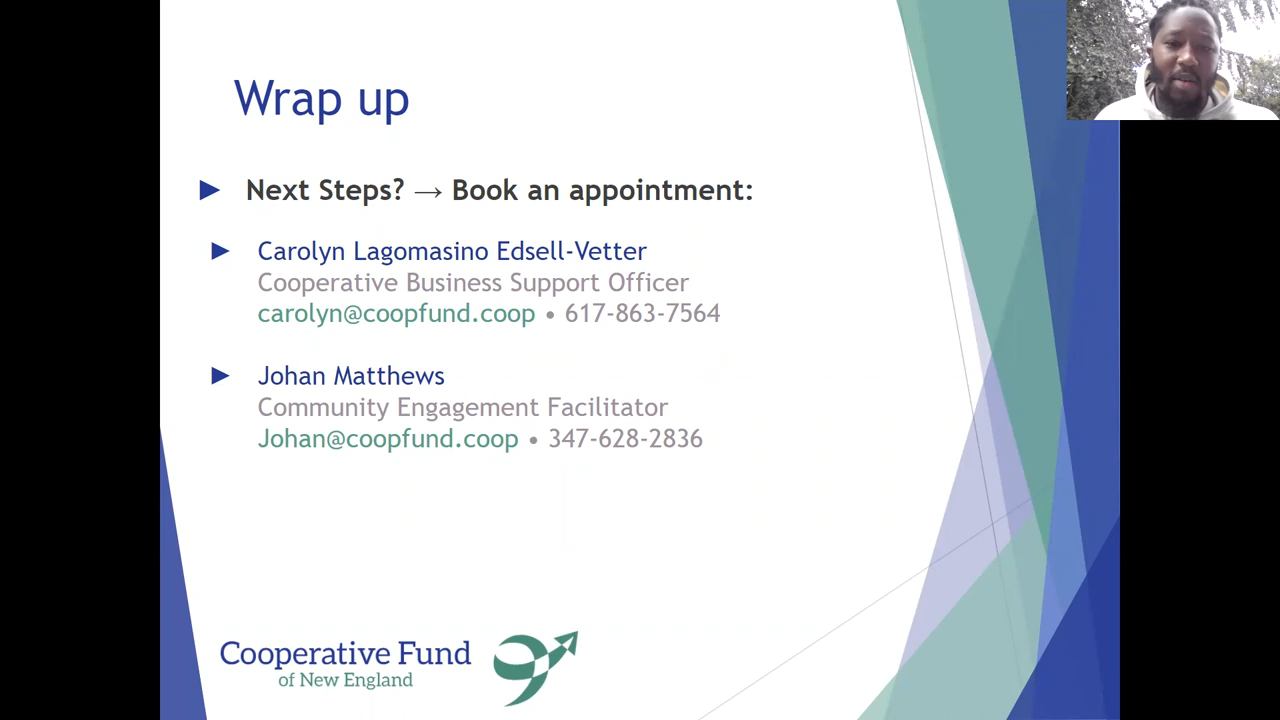 Wrap up
Next Steps? → Book an appointment:
Carolyn Lagomasino Edsell-Vetter
Cooperative Business Support Officer
carolyn@coopfund.coop • 617-863-7564
Johan Matthews
Community Engagement Facilitator
Johan@coopfund.coop • 347-628-2836
Cooperative Fund
of New England